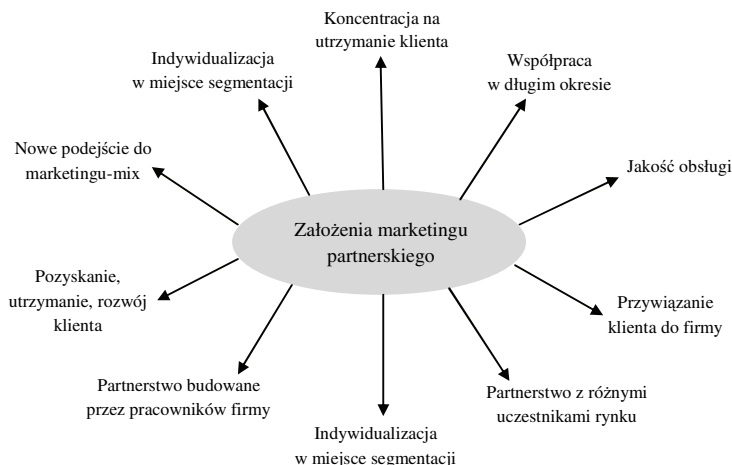 Koncentracja na
utrzymanie klienta
Indywidualizacja
w miejsce segmentacji
Współpraca
w długim okresie
Nowe podejście do
marketingu-mix
Jakość obsługi
Założenia marketingu
partnerskiego
Pozyskanie,
utrzymanie, rozwój
klienta
Przywiązanie
klienta do firmy
Partnerstwo budowane
przez pracowników firmy
Partnerstwo z różnymi
uczestnikami rynku
Indywidualizacja
w miejsce segmentacji